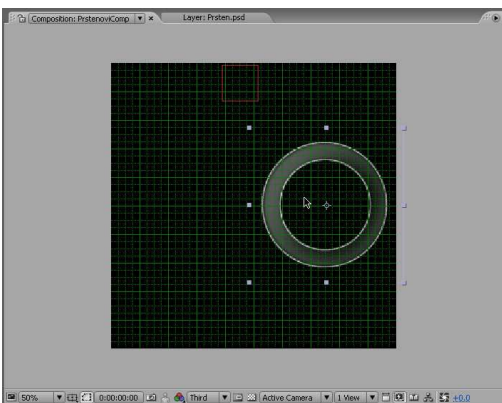 Composition: PrstenoviComp
Layer: Prsten.psd
50% 0:00:00:00 Third Active Camera 1 View +0.0